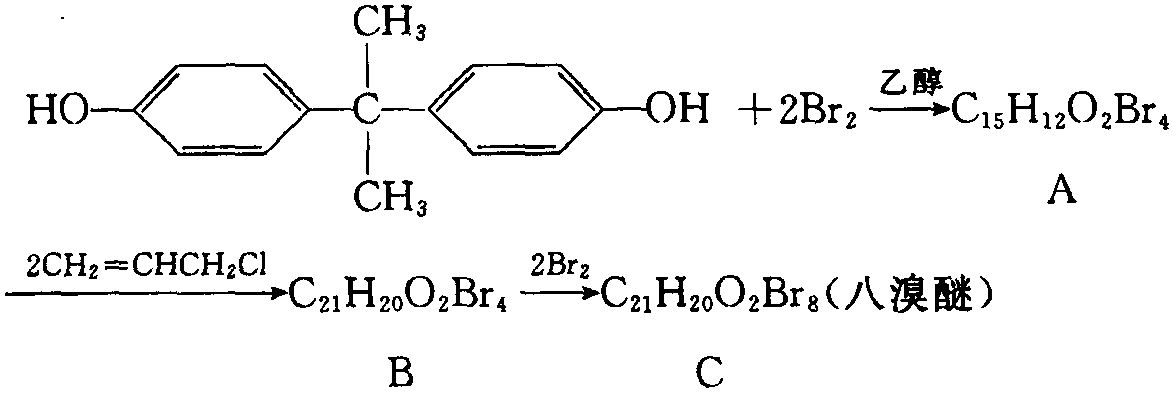 CH₃
HO—C—OH +2Br₂ 乙醇 C₁₅H₁₂O₂Br₄
CH₃
A
2CH₂=CHCH₂Cl C₂₁H₂₀O₂Br₄ 2Br₂ C₂₁H₂₀O₂Br₈(八溴醚)
B C